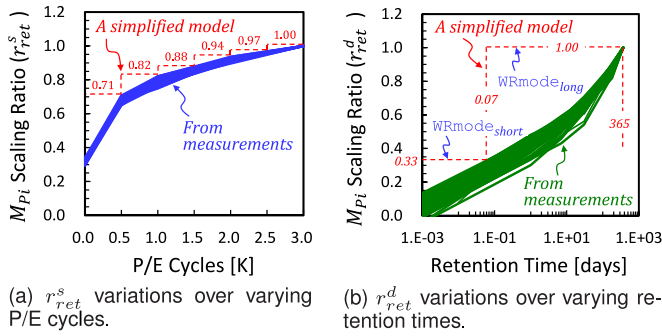 M_Pi Scaling Ratio (r^s_ret)
1.0
0.8
0.6
0.4
0.2
0.0
A simplified model
0.71
0.82
0.88
0.94
0.97
1.00
From
measurements
0.0 0.5 1.0 1.5 2.0 2.5 3.0
P/E Cycles [K]
(a) r^s_ret variations over varying
P/E cycles.
M_Pi Scaling Ratio (r^d_ret)
1.0
0.8
0.6
0.4
0.2
0.0
A simplified
model
1.00
WRmode_long
0.07
WRmode_short
365
0.33
From
measurements
1.E-03 1.E-01 1.E+01 1.E+03
Retention Time [days]
(b) r^d_ret variations over varying re-
tention times.